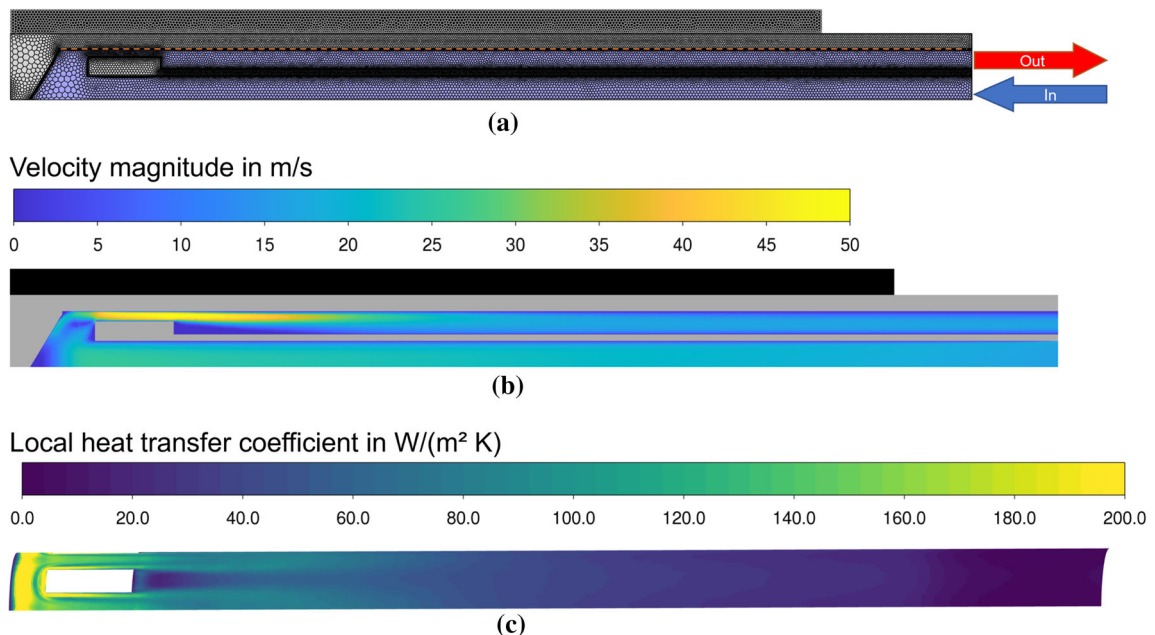 Out
In
(a)
Velocity magnitude in m/s
0 5 10 15 20 25 30 35 40 45 50
(b)
Local heat transfer coefficient in W/(m² K)
0.0 20.0 40.0 60.0 80.0 100.0 120.0 140.0 160.0 180.0 200.0
(c)